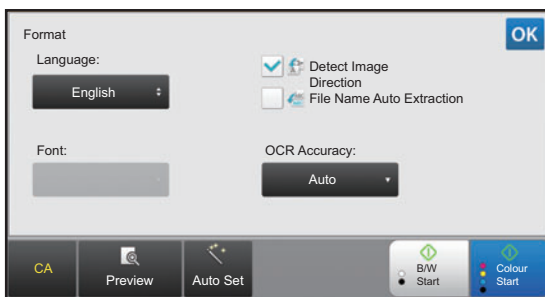 Format
OK
Language:
English
Detect Image
Direction
File Name Auto Extraction
Font:
OCR Accuracy:
Auto
CA
Preview
Auto Set
B/W
Start
Colour
Start